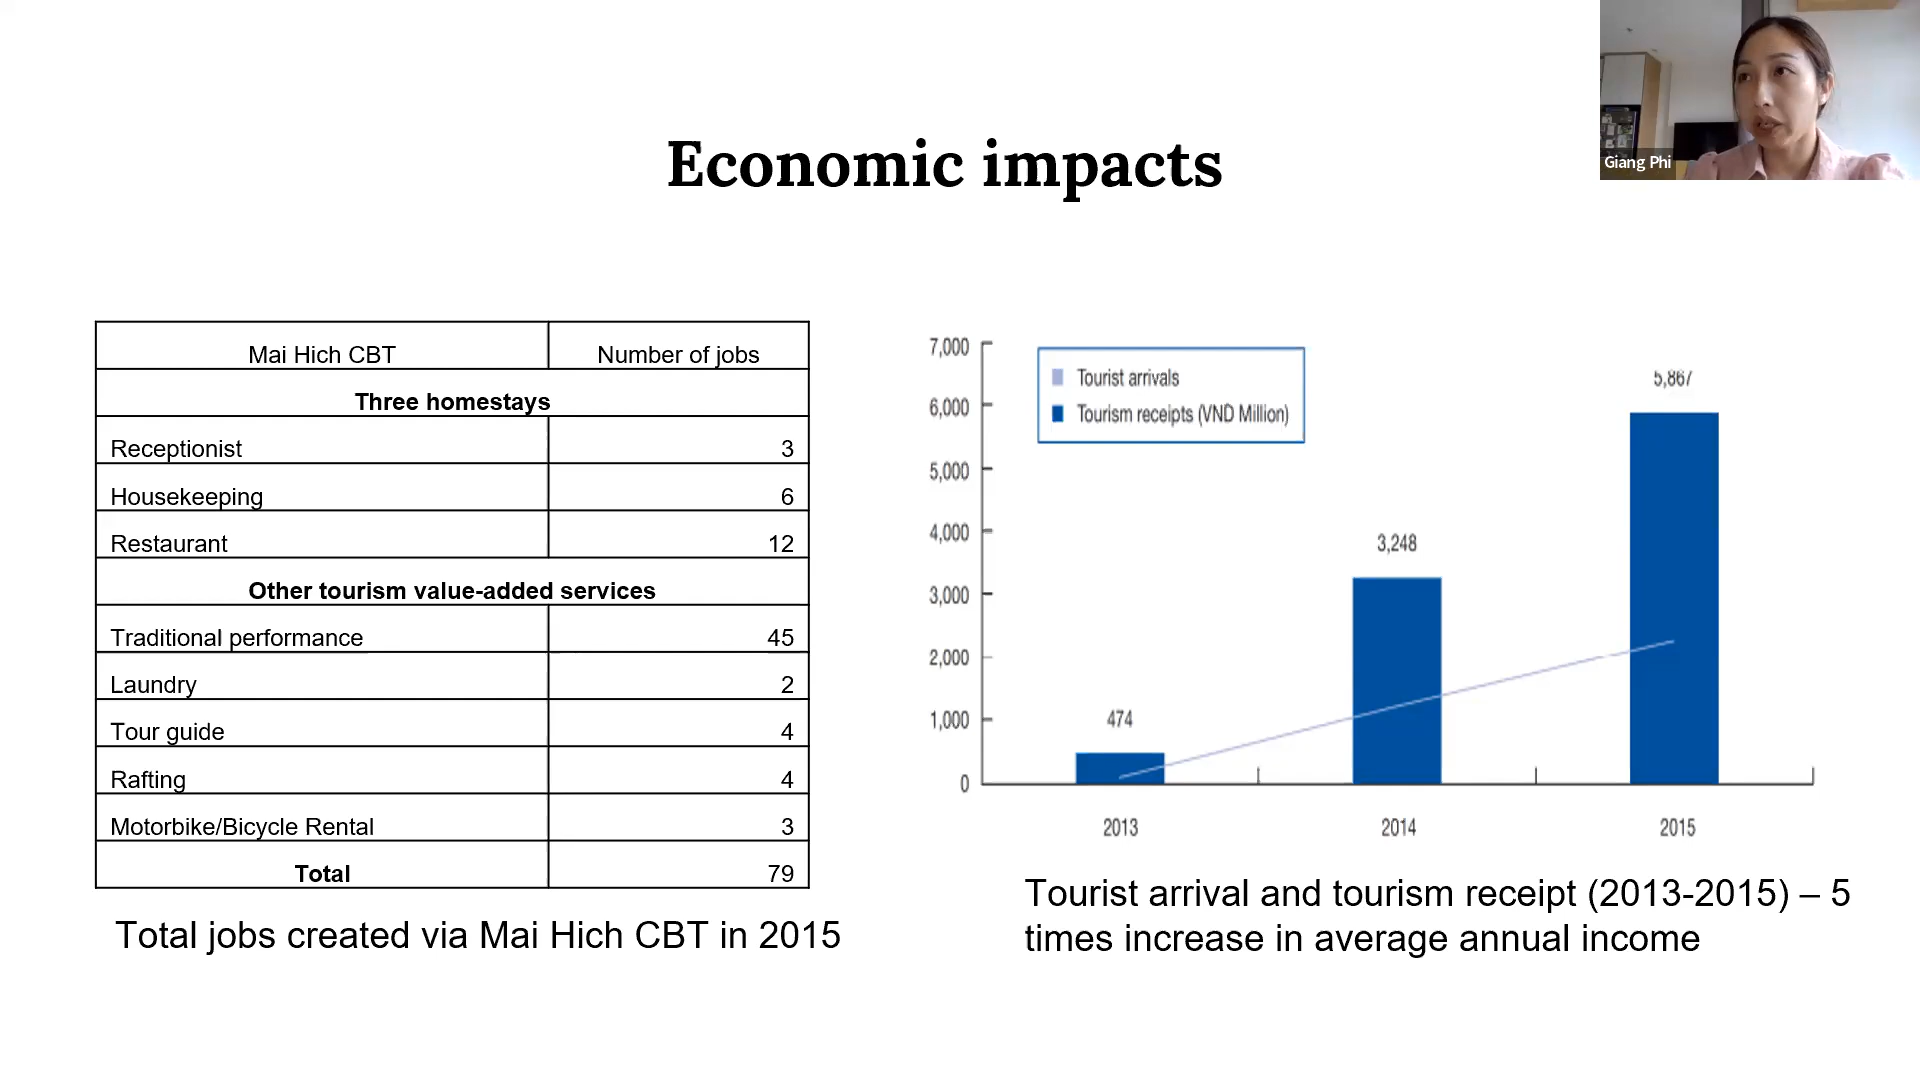 Giang Phi
Economic impacts
Mai Hich CBT Number of jobs
Three homestays
Receptionist 3
Housekeeping 6
Restaurant 12
Other tourism value-added services
Traditional performance 45
Laundry 2
Tour guide 4
Rafting 4
Motorbike/Bicycle Rental 3
Total 79
Total jobs created via Mai Hich CBT in 2015
7,000
6,000
5,000
4,000
3,000
2,000
1,000
0
Tourist arrivals
Tourism receipts (VND Million)
474
3,248
5,867
2013 2014 2015
Tourist arrival and tourism receipt (2013-2015) – 5
times increase in average annual income